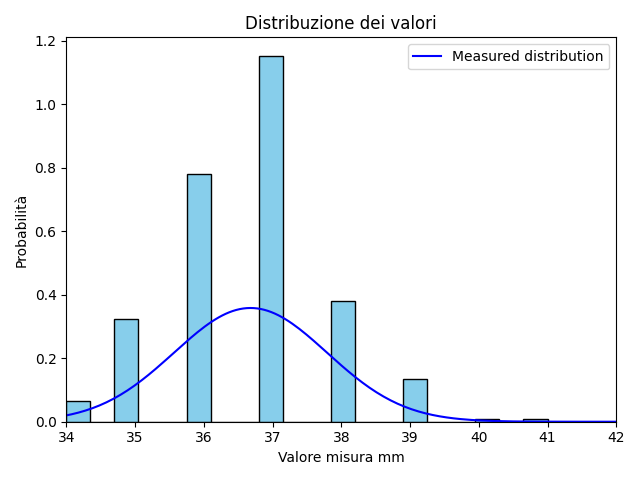 Distribuzione dei valori
Measured distribution
1.2
1.0
0.8
0.6
0.4
0.2
0.0
Probabilità
34 35 36 37 38 39 40 41 42
Valore misura mm